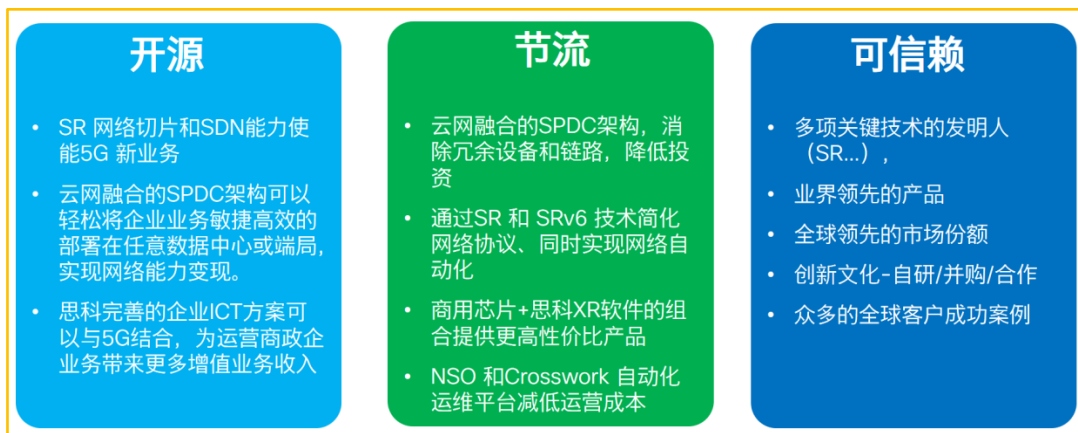 开源
• SR 网络切片和SDN能力使
能5G 新业务
• 云网融合的SPDC架构可以
轻松将企业业务敏捷高效的
部署在任意数据中心或端局,
实现网络能力变现。
• 思科完善的企业ICT方案可
以与5G结合，为运营商政企
业务带来更多增值业务收入
节流
• 云网融合的SPDC架构，消
除冗余设备和链路，降低投
资
• 通过SR 和 SRv6 技术简化
网络协议、同时实现网络自
动化
• 商用芯片+思科XR软件的组
合提供更高性价比产品
• NSO 和Crosswork 自动化
运维平台减低运营成本
可信赖
• 多项关键技术的发明人
（SR...）,
• 业界领先的产品
• 全球领先的市场份额
• 创新文化-自研/并购/合作
• 众多的全球客户成功案例